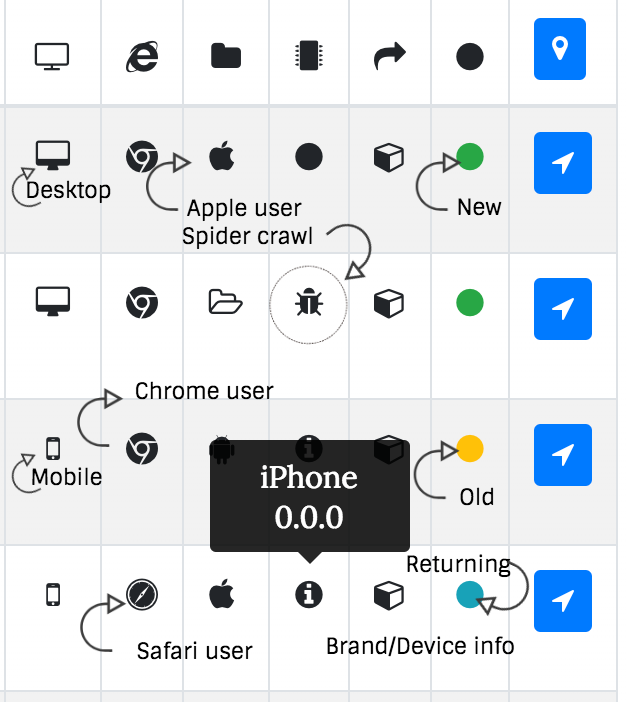 Desktop
Apple user
New
Spider crawl
Chrome user
Mobile
iPhone
0.0.0
Old
Returning
Safari user
Brand/Device info